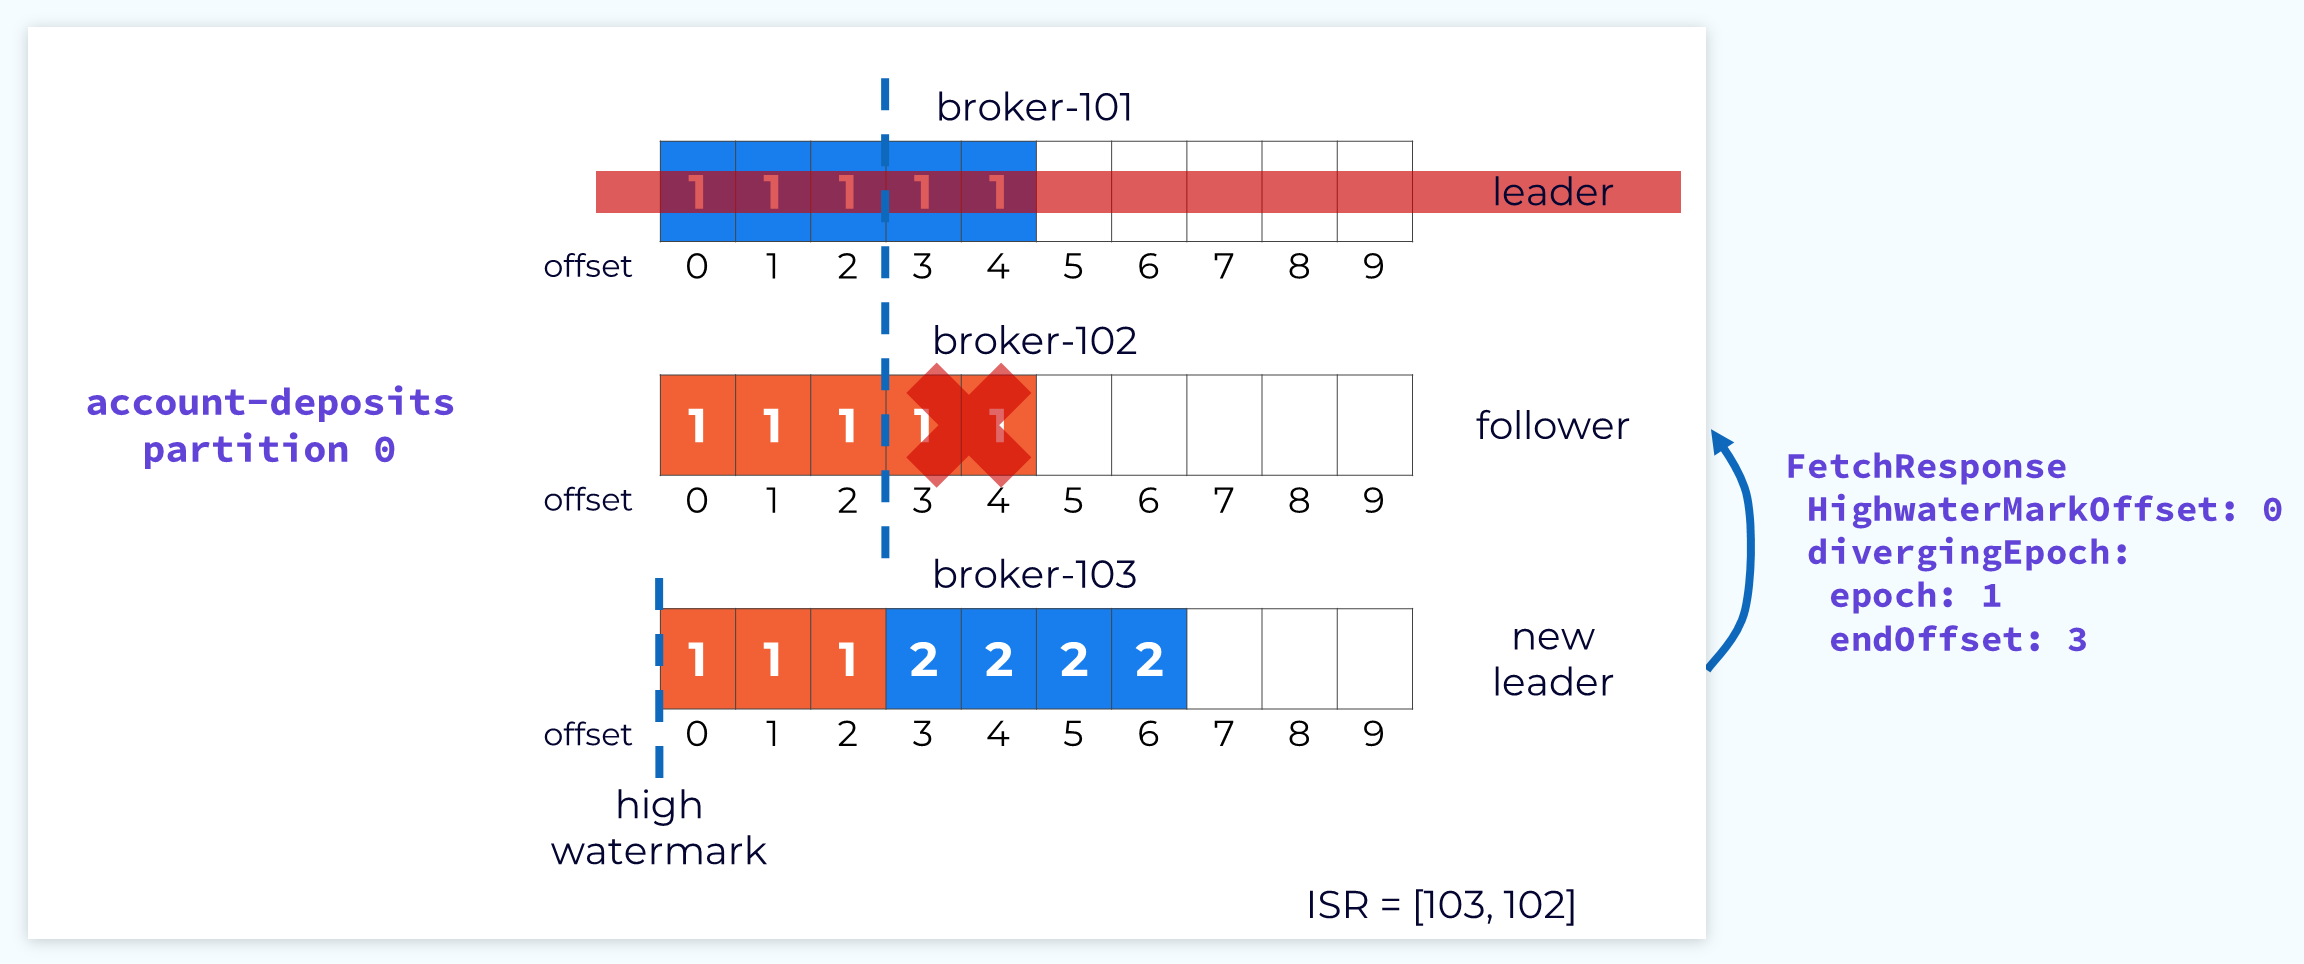 broker-101
1 1 1 1 1
leader
offset 0 1 2 3 4 5 6 7 8 9
broker-102
account-deposits
partition 0
1 1 1 1 1
follower
offset 0 1 2 3 4 5 6 7 8 9
FetchResponse
HighwaterMarkOffset: 0
divergingEpoch:
epoch: 1
endOffset: 3
broker-103
1 1 1 2 2 2 2
new
leader
offset 0 1 2 3 4 5 6 7 8 9
high
watermark
ISR = [103, 102]